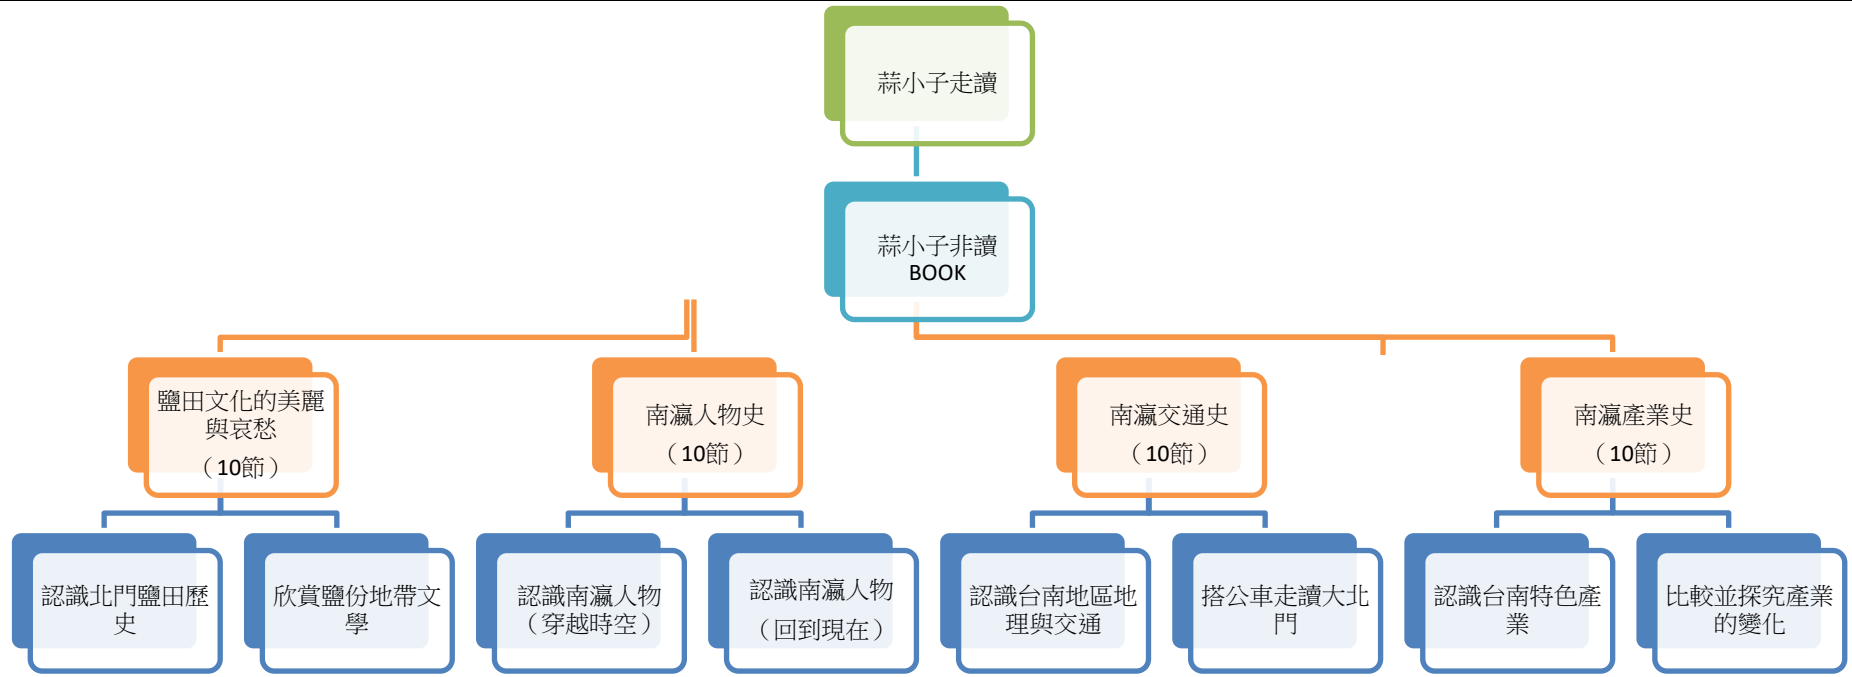 蒜小子走讀
蒜小子非讀
BOOK
鹽田文化的美麗
與哀愁
（10節）
南瀛人物史
（10節）
南瀛交通史
（10節）
南瀛產業史
（10節）
認識北門鹽田歷
史
欣賞鹽份地帶文
學
認識南瀛人物
（穿越時空）
認識南瀛人物
（回到現在）
認識台南地區地
理與交通
搭公車走讀大北
門
認識台南特色產
業
比較並探究產業
的變化